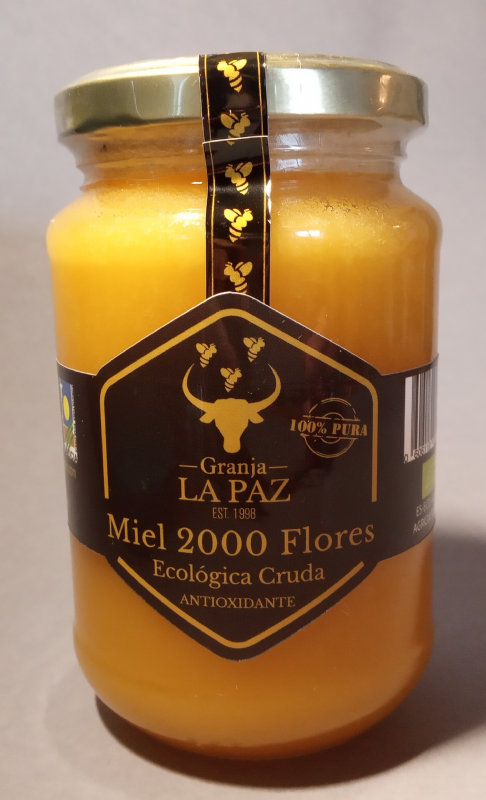 Granja
LA PAZ
EST. 1998
100% PURA
Miel 2000 Flores
Ecológica Cruda
ANTIOXIDANTE